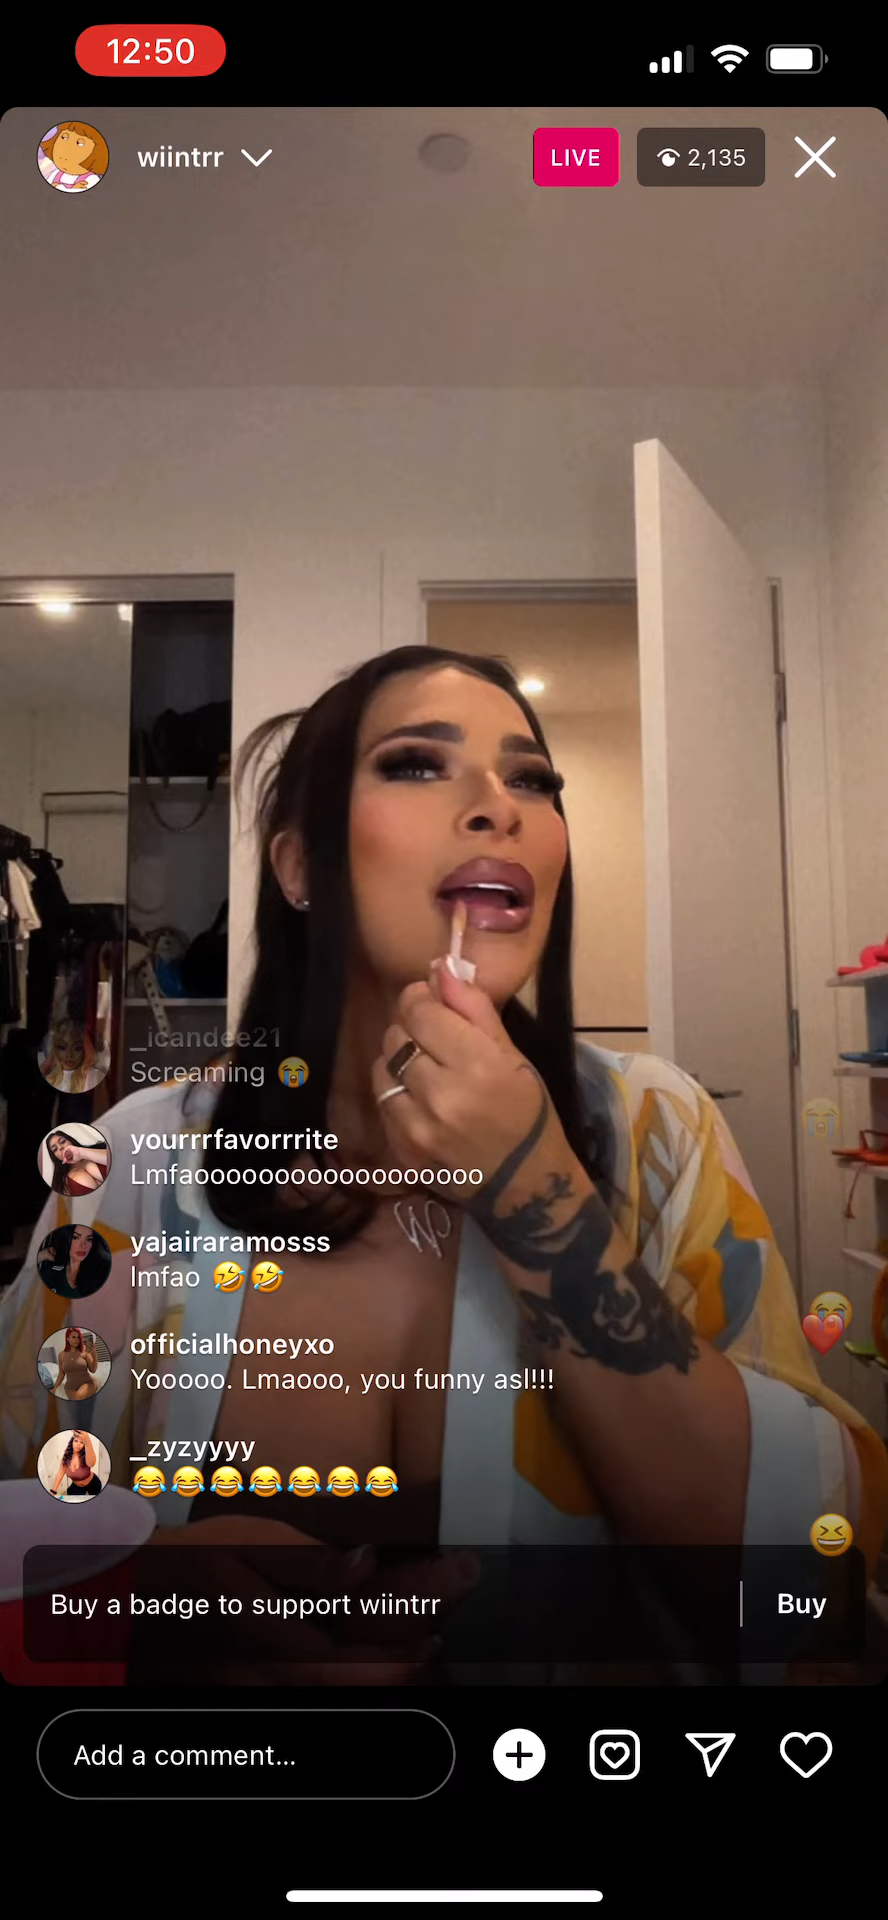 12:50
wiintrr
LIVE
2,135
_icandee21
Screaming 😭
yourrrfavorrrite
Lmfaoooooooooooooooooo
yajairaramosss
lmfao 🤣🤣
officialhoneyxo
Yooooo. Lmaooo, you funny asl!!!
_zyzyyyy
😂😂😂😂😂😂😂
Buy a badge to support wiintrr
Buy
Add a comment...